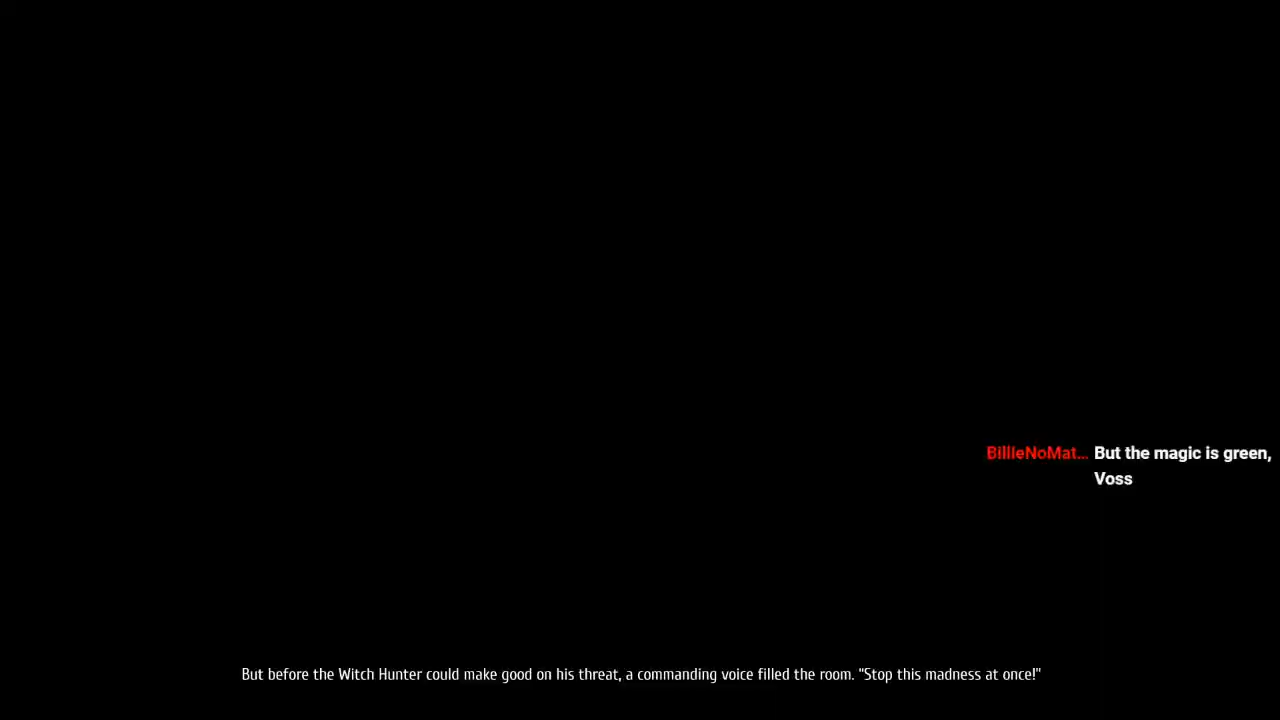 BillieNoMat... But the magic is green,
Voss
But before the Witch Hunter could make good on his threat, a commanding voice filled the room. "Stop this madness at once!"